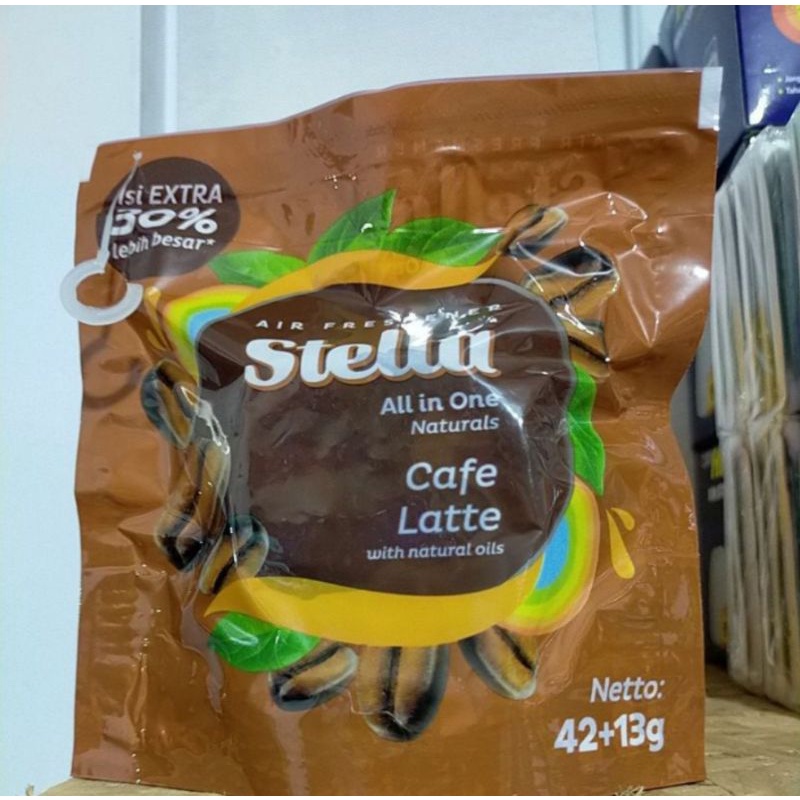 Isi EXTRA
30%
lebih besar*
AIR FRESHENER
Stella
All in One
Naturals
Cafe
Latte
with natural oils
Netto:
42+13g